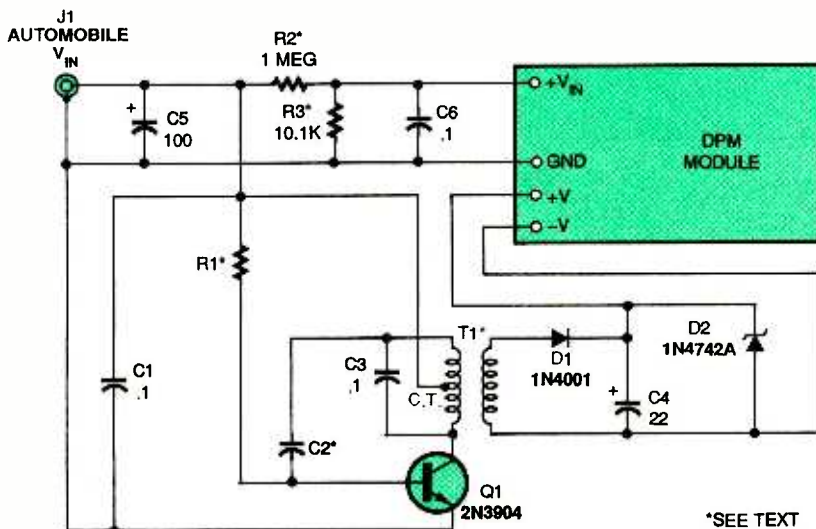 J1
AUTOMOBILE
VIN
R2*
1 MEG
C5
100
+
R3*
10.1K
C6
.1
+VIN
GND
+V
–V
DPM
MODULE
R1*
C1
.1
C3
.1
C2*
T1*
C.T.
D1
1N4001
D2
1N4742A
+
C4
22
Q1
2N3904
*SEE TEXT